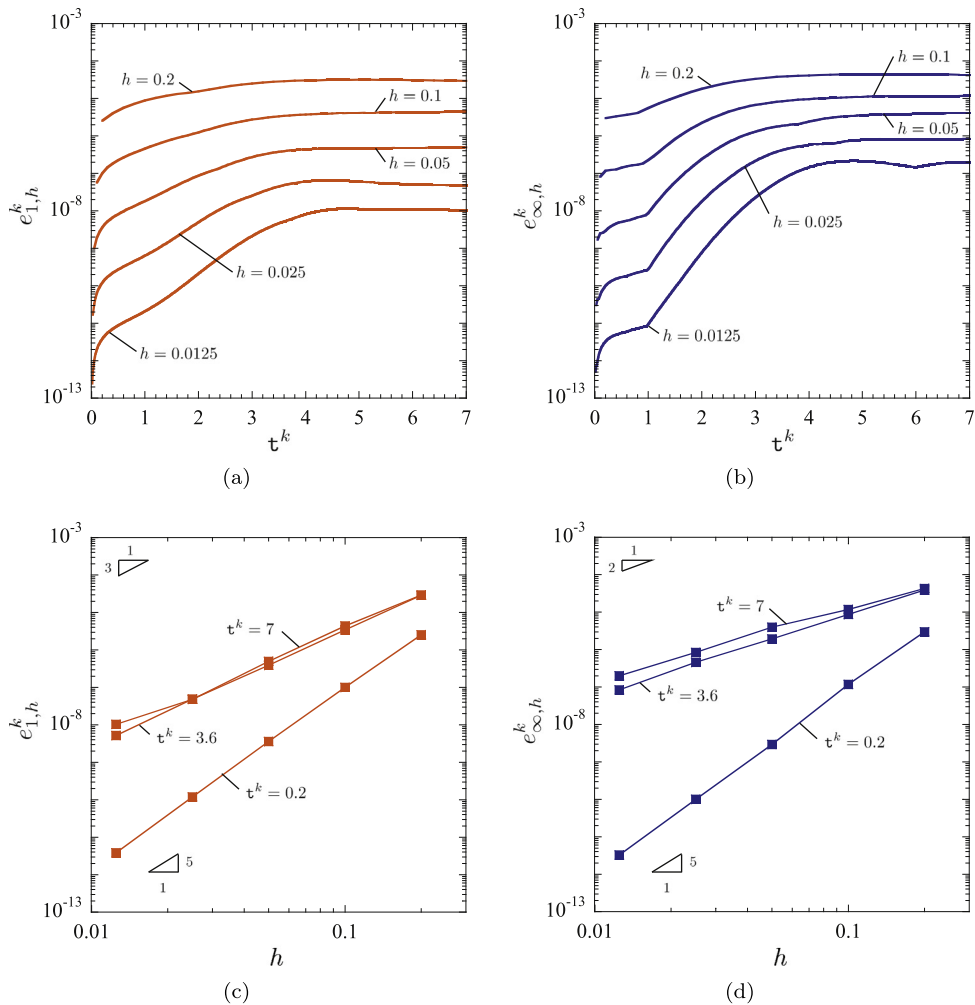 10^{-3}
10^{-8}
10^{-13}
e^k_{1,h}
h = 0.2
h = 0.1
h = 0.05
h = 0.025
h = 0.0125
0 1 2 3 4 5 6 7
t^k
(a)
10^{-3}
10^{-8}
10^{-13}
e^k_{∞,h}
h = 0.2
h = 0.1
h = 0.05
h = 0.025
h = 0.0125
0 1 2 3 4 5 6 7
t^k
(b)
10^{-3}
10^{-8}
10^{-13}
e^k_{1,h}
1
3
t^k = 7
t^k = 3.6
t^k = 0.2
5
1
0.01 0.1
h
(c)
10^{-3}
10^{-8}
10^{-13}
e^k_{∞,h}
1
2
t^k = 7
t^k = 3.6
t^k = 0.2
5
1
0.01 0.1
h
(d)